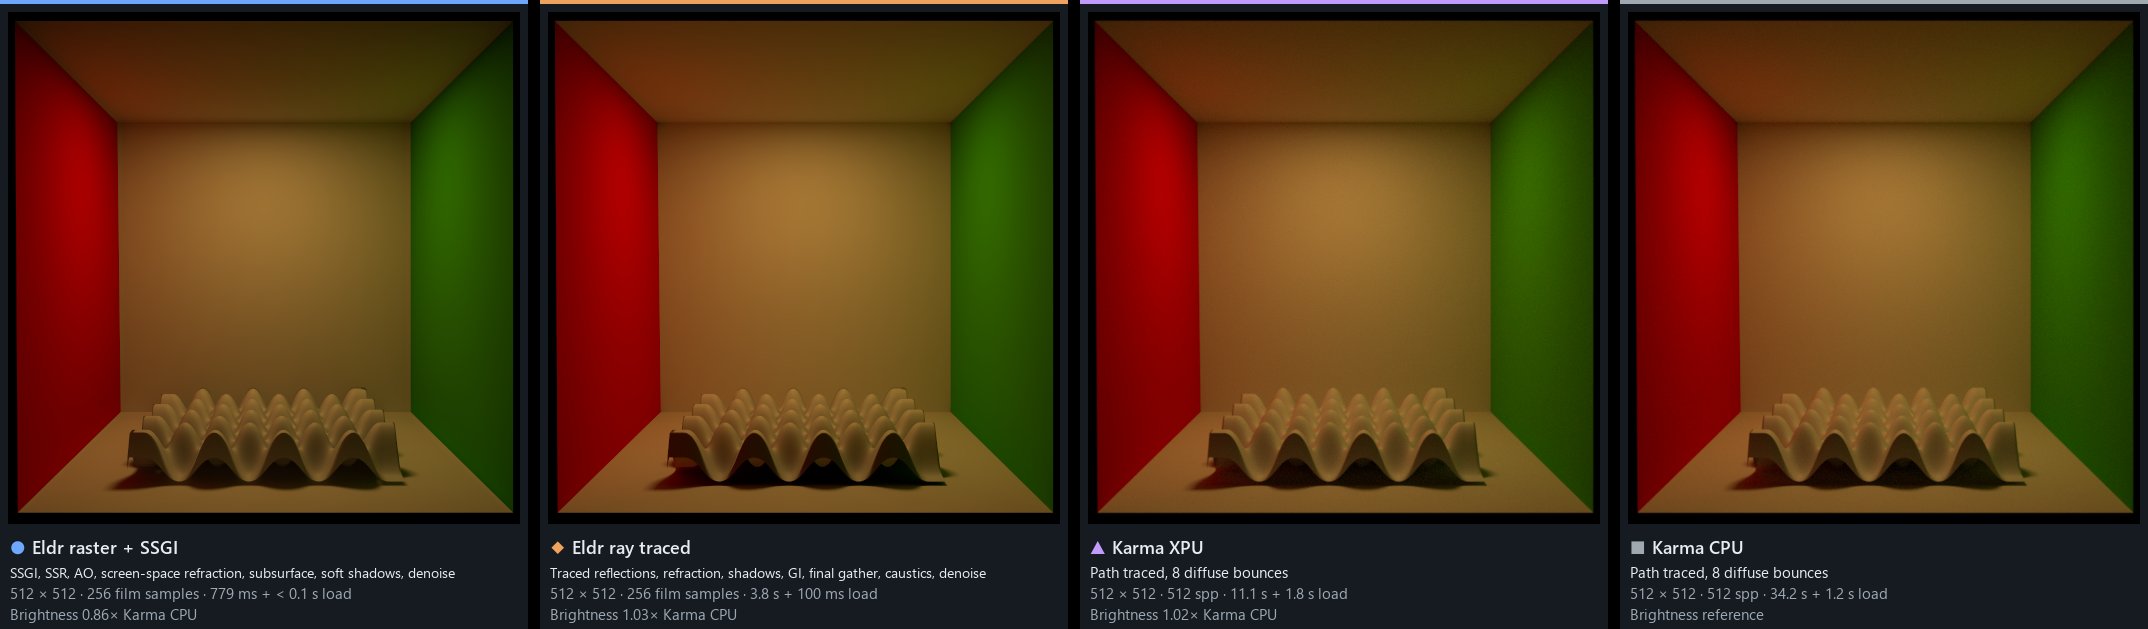 Eldr raster + SSGI
SSGI, SSR, AO, screen-space refraction, subsurface, soft shadows, denoise
512 × 512 · 256 film samples · 779 ms + < 0.1 s load
Brightness 0.86× Karma CPU
Eldr ray traced
Traced reflections, refraction, shadows, GI, final gather, caustics, denoise
512 × 512 · 256 film samples · 3.8 s + 100 ms load
Brightness 1.03× Karma CPU
Karma XPU
Path traced, 8 diffuse bounces
512 × 512 · 512 spp · 11.1 s + 1.8 s load
Brightness 1.02× Karma CPU
Karma CPU
Path traced, 8 diffuse bounces
512 × 512 · 512 spp · 34.2 s + 1.2 s load
Brightness reference